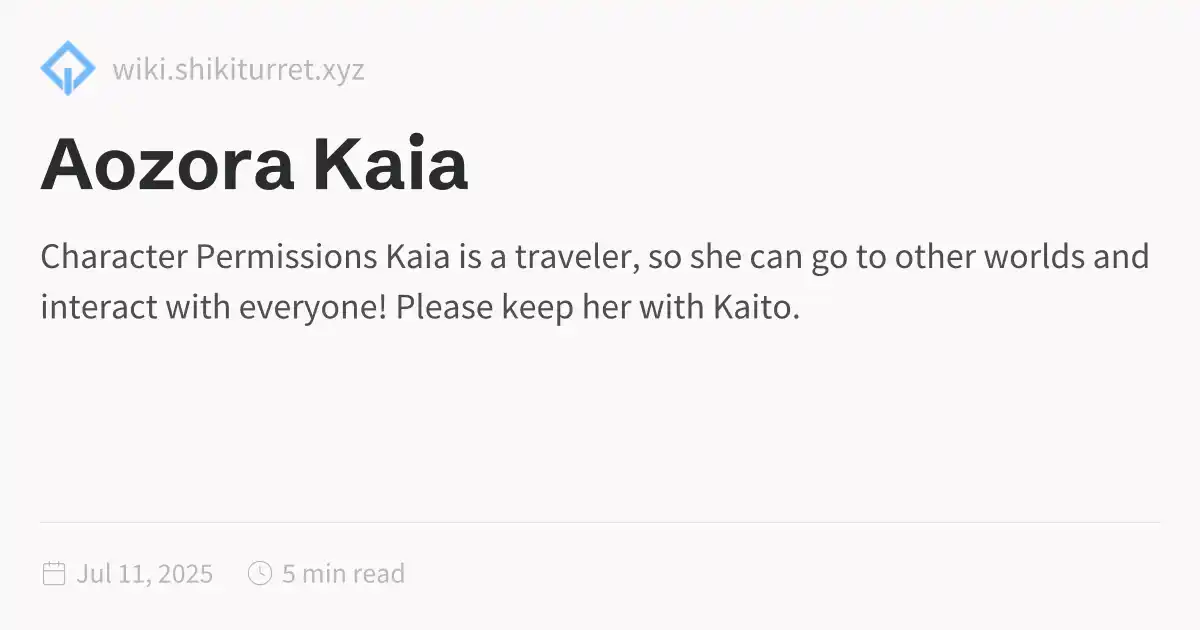 wiki.shikiturret.xyz
Aozora Kaia
Character Permissions Kaia is a traveler, so she can go to other worlds and
interact with everyone! Please keep her with Kaito.
Jul 11, 2025 5 min read